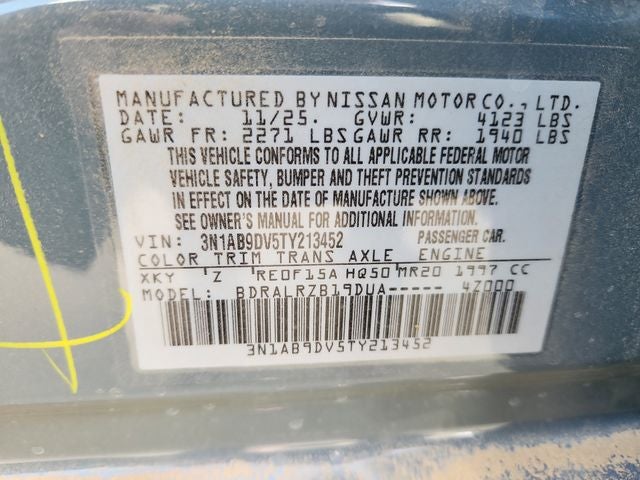 MANUFACTURED BY NISSAN MOTOR CO., LTD.
DATE: 11/25. GVWR: 4123 LBS
GAWR FR: 2271 LBS GAWR RR: 1940 LBS
THIS VEHICLE CONFORMS TO ALL APPLICABLE FEDERAL MOTOR
VEHICLE SAFETY, BUMPER AND THEFT PREVENTION STANDARDS
IN EFFECT ON THE DATE OF MANUFACTURE SHOWN ABOVE.
SEE OWNER'S MANUAL FOR ADDITIONAL INFORMATION.
VIN: 3N1AB9DV5TY213452 PASSENGER CAR.
COLOR TRIM TRANS AXLE ENGINE
XKY Z RE0F15A HQ50 MR20 1997 CC
MODEL: BDRALRZB19DUA----- 4Z000
3N1AB9DV5TY213452